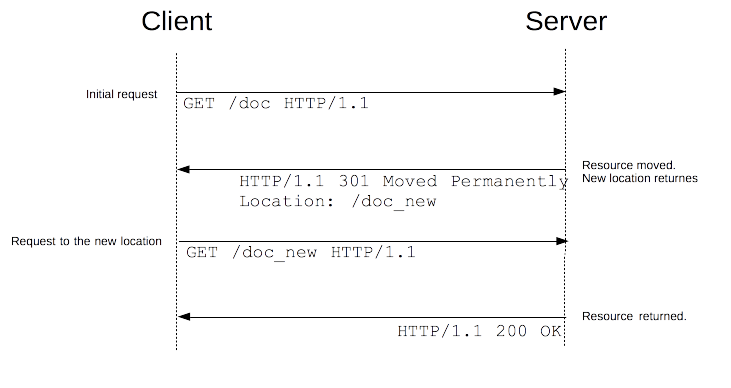 Client
Server
Initial request
GET /doc HTTP/1.1
Resource moved.
New location returnes
HTTP/1.1 301 Moved Permanently
Location: /doc_new
Request to the new location
GET /doc_new HTTP/1.1
Resource returned.
HTTP/1.1 200 OK